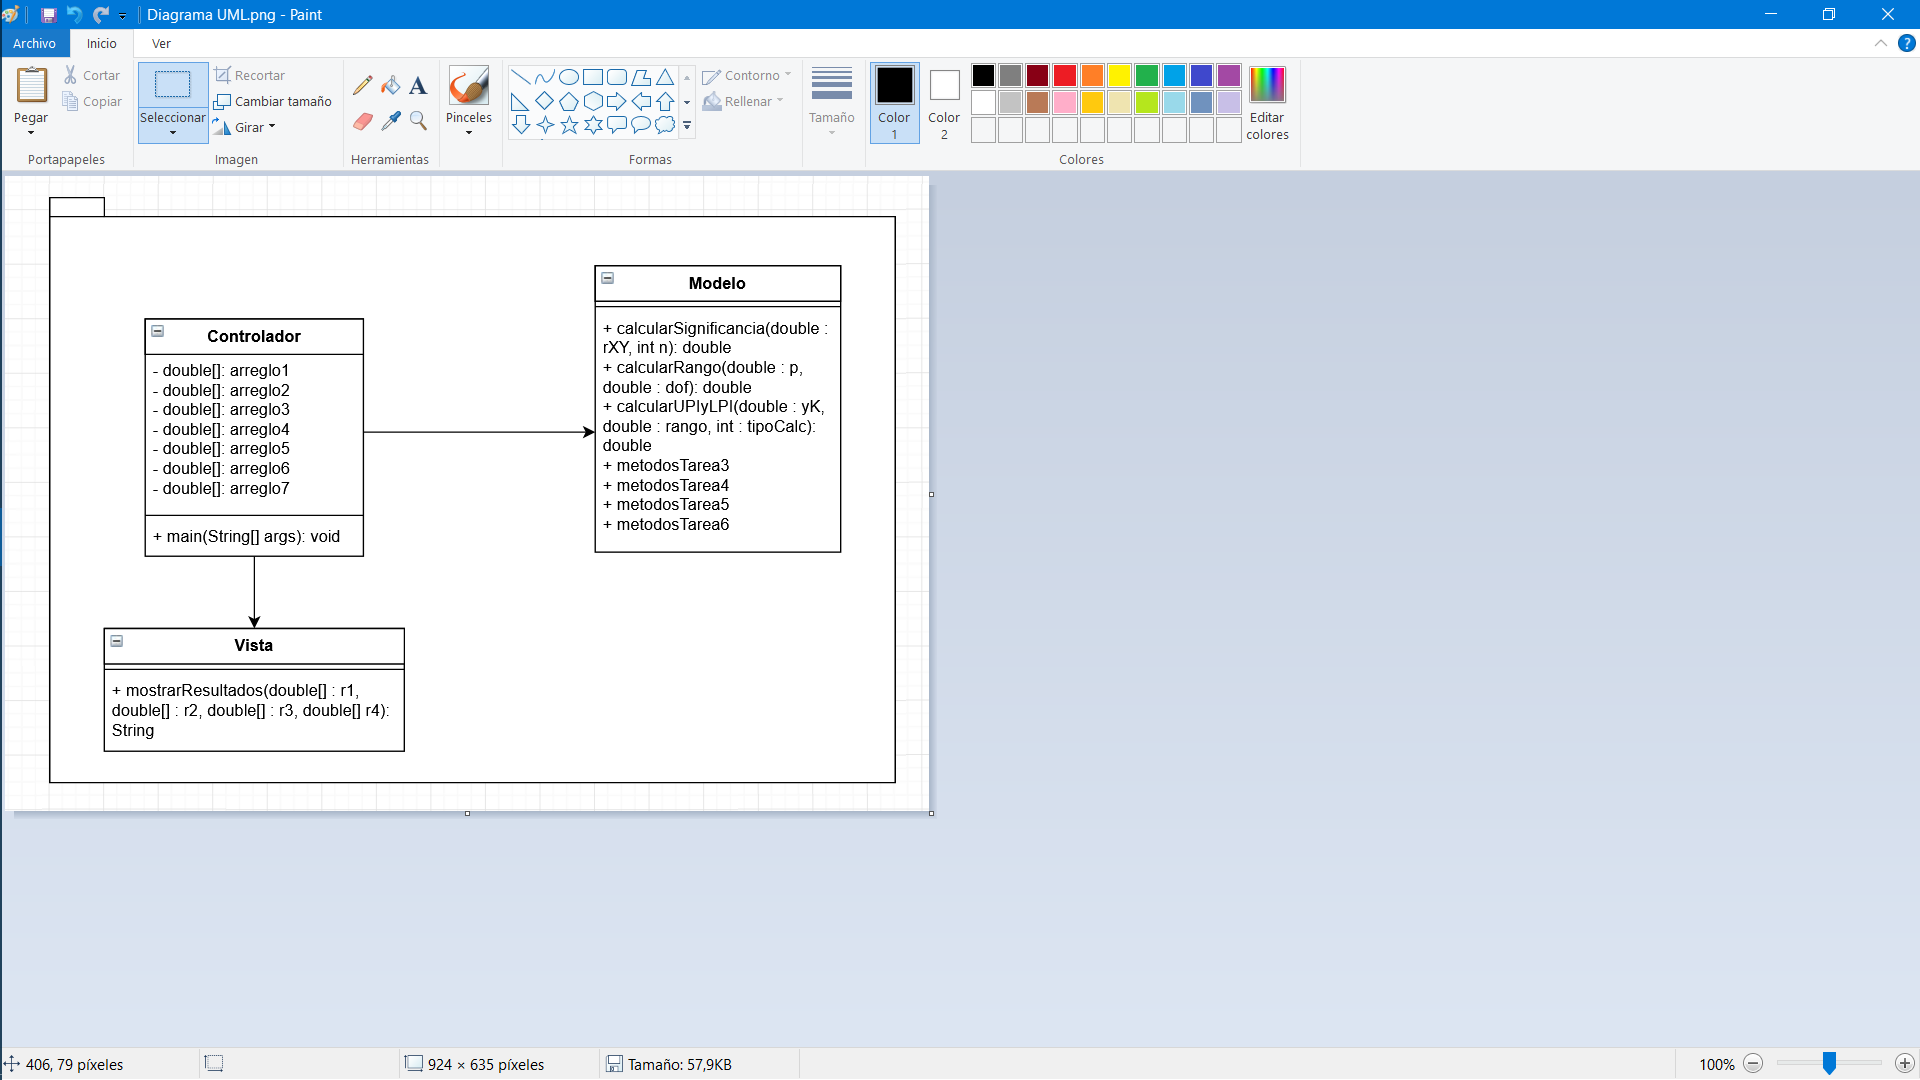 Diagrama UML.png - Paint
Archivo
Inicio
Ver
Pegar
Cortar
Copiar
Portapapeles
Seleccionar
Recortar
Cambiar tamaño
Girar
Imagen
A
Herramientas
Pinceles
Contorno
Rellenar
Formas
Tamaño
Color
1
Color
2
Editar
colores
Colores
Controlador
- double[]: arreglo1
- double[]: arreglo2
- double[]: arreglo3
- double[]: arreglo4
- double[]: arreglo5
- double[]: arreglo6
- double[]: arreglo7
+ main(String[] args): void
Modelo
+ calcularSignificancia(double :
rXY, int n): double
+ calcularRango(double : p,
double : dof): double
+ calcularUPIyLPI(double : yK,
double : rango, int : tipoCalc):
double
+ metodosTarea3
+ metodosTarea4
+ metodosTarea5
+ metodosTarea6
Vista
+ mostrarResultados(double[] : r1,
double[] : r2, double[] : r3, double[] r4):
String
406, 79 píxeles
924 × 635 píxeles
Tamaño: 57,9KB
100%